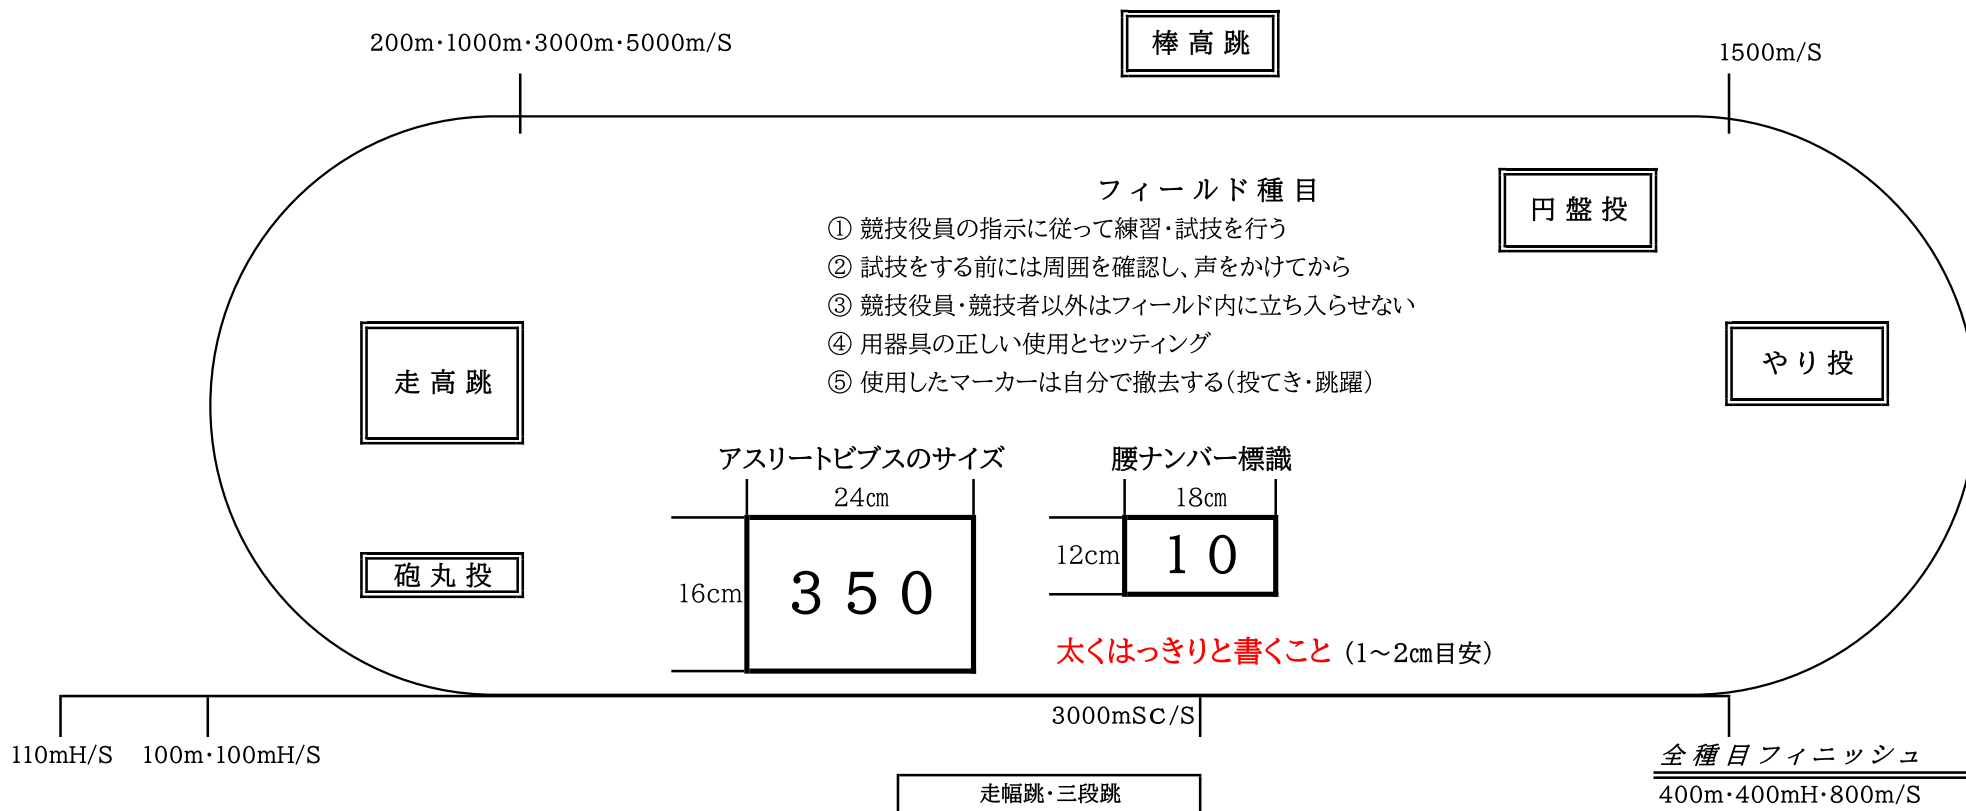 棒高跳
200m・1000m・3000m・5000m/S
1500m/S
フィールド種目
円盤投
① 競技役員の指示に従って練習・試技を行う
② 試技をする前には周囲を確認し、声をかけてから
③ 競技役員・競技者以外はフィールド内に立ち入らせない
④ 用器具の正しい使用とセッティング
⑤ 使用したマーカーは自分で撤去する（投てき・跳躍）
走高跳
やり投
アスリートビブスのサイズ
腰ナンバー標識
24㎝
18㎝
16cm
350
12cm
10
砲丸投
太くはっきりと書くこと（1～2㎝目安）
3000mSC/S
110mH/S
100m・100mH/S
全種目フィニッシュ
走幅跳・三段跳
400m・400mH・800m/S